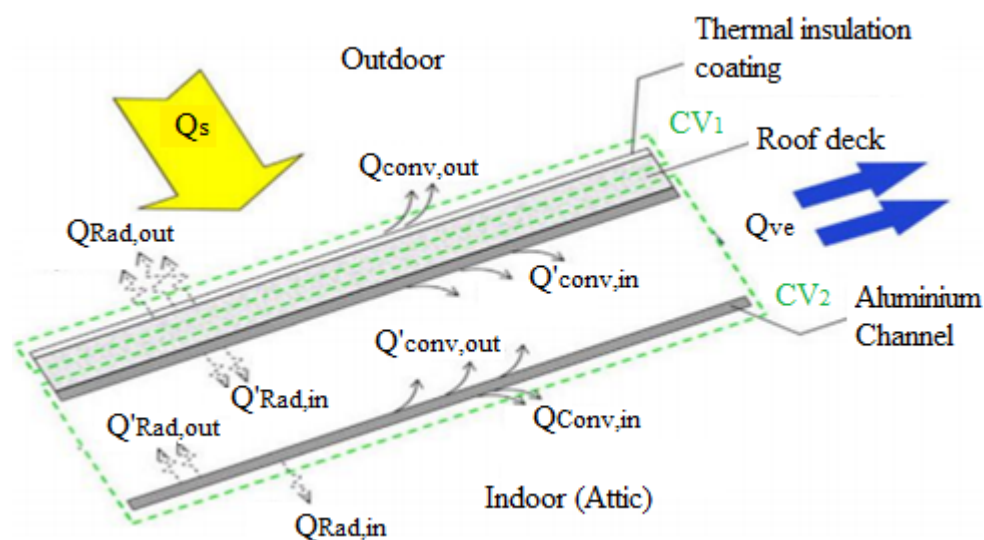 Thermal insulation
coating
Outdoor
Qs
CV1
Roof deck
Qconv,out
QRad,out
Qve
Q'conv,in
CV2
Aluminium
Channel
Q'conv,out
Q'Rad,in
Q'Rad,out
QConv,in
Indoor (Attic)
QRad,in